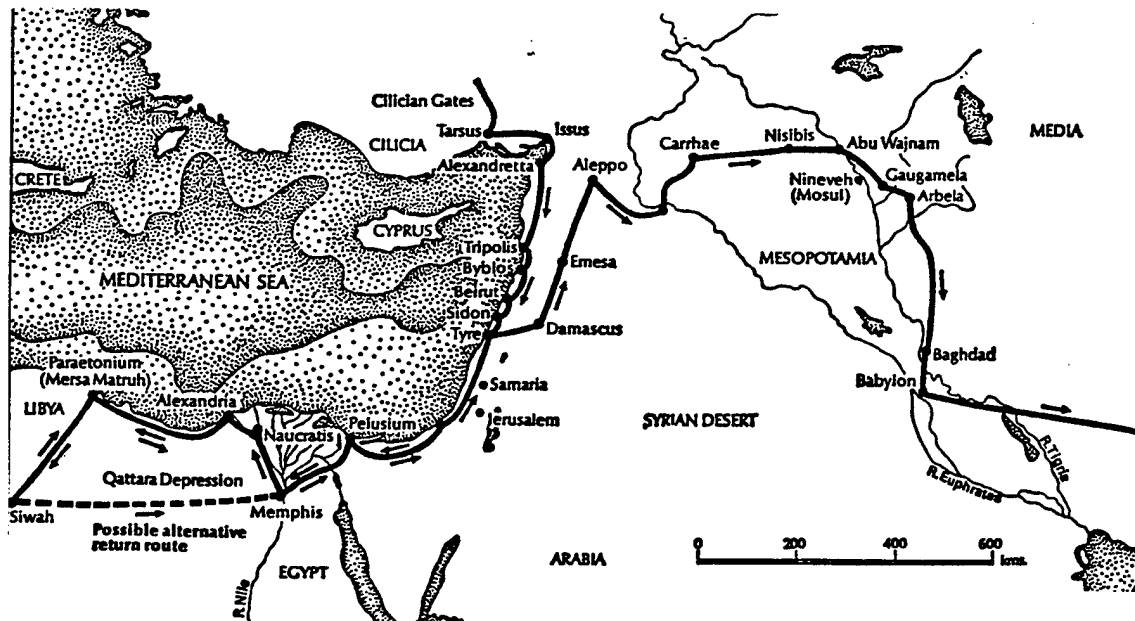 Cilician Gates
Tarsus
Issus
CILICIA
Alexandretta
Carrhae
Nisibis
Abu Wajnam
MEDIA
Aleppo
Gaugamela
Nineveh
(Mosul)
Arbela
CRETE
CYPRUS
Tripolis
Byblos
Emesa
MESOPOTAMIA
MEDITERRANEAN SEA
Beirut
Sidon
Tyre
Damascus
Baghdad
Paraetonium
(Mersa Matruh)
Samaria
Babylon
LIBYA
Alexandria
Jerusalem
Naucratis
Pelusium
SYRIAN DESERT
R.Tigris
Qattara Depression
R.Euphrates
Siwah
Memphis
Possible alternative
return route
ARABIA
0 200 400 600
kms.
EGYPT
R.Nile